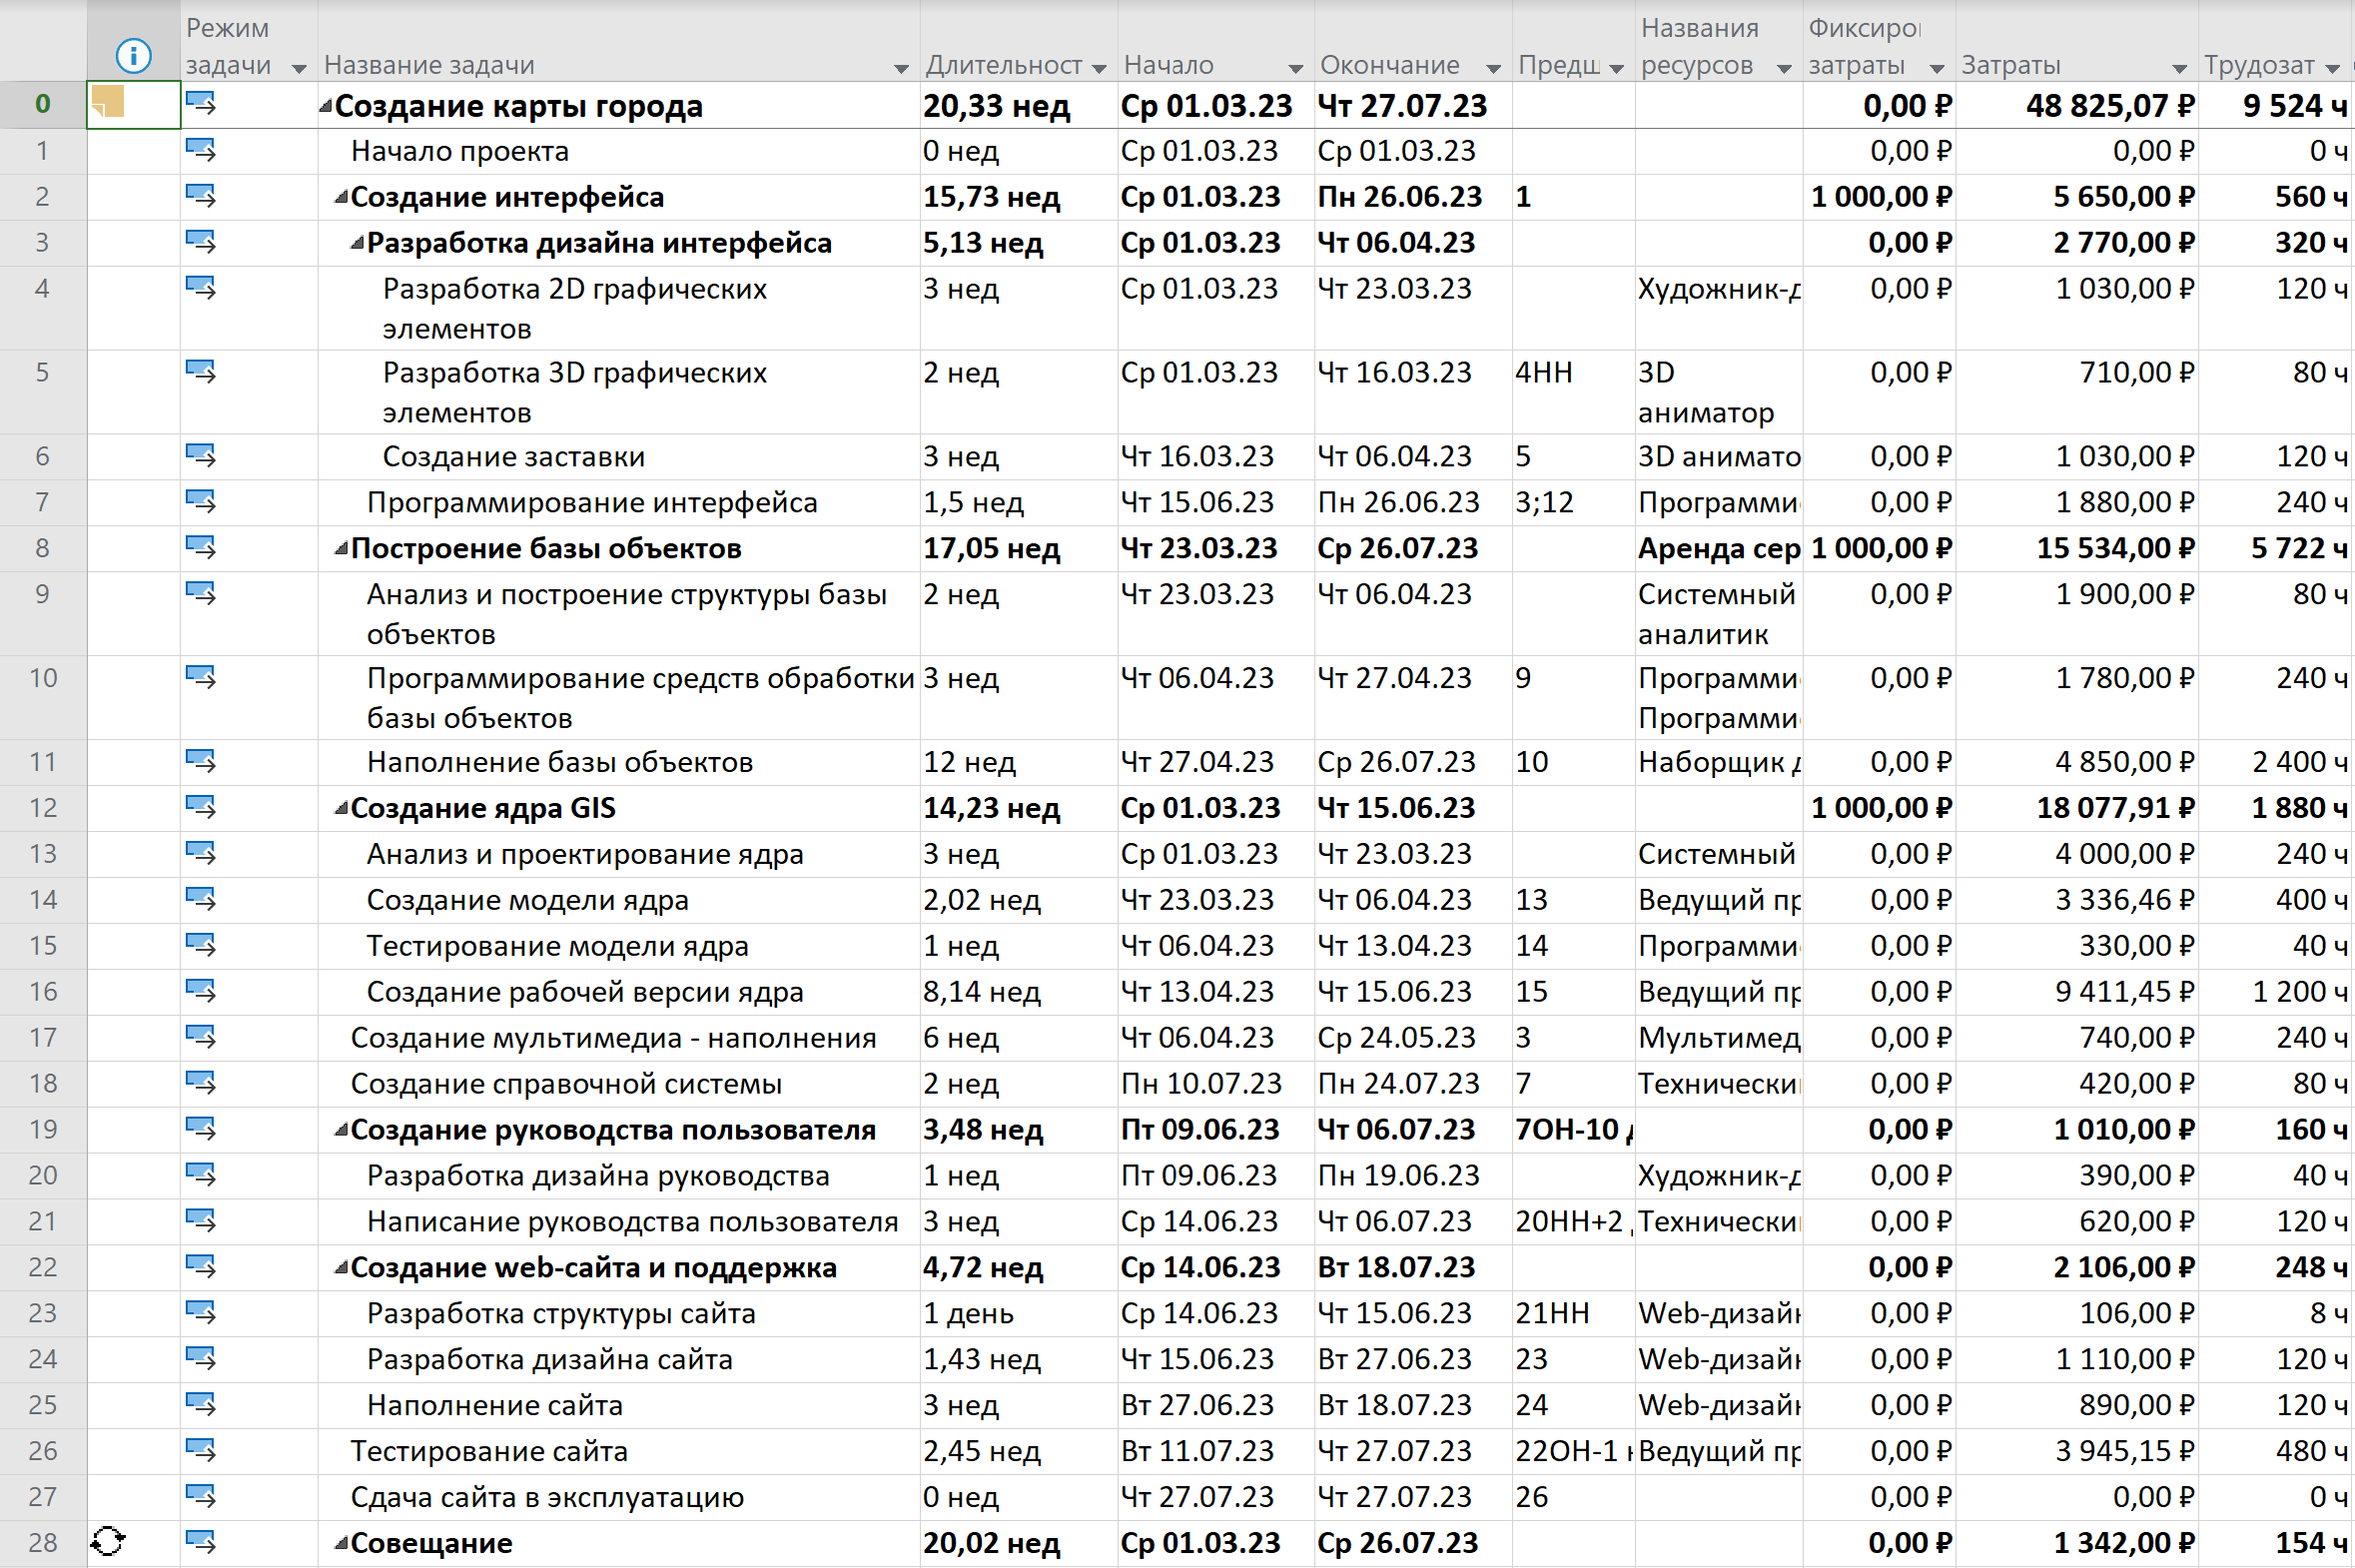 Режим задачи Название задачи Длительност Начало Окончание Предш Названия ресурсов Фиксиро затраты Затраты Трудозат
0 Создание карты города 20,33 нед Ср 01.03.23 Чт 27.07.23 0,00 ₽ 48 825,07 ₽ 9 524 ч
1 Начало проекта 0 нед Ср 01.03.23 Ср 01.03.23 0,00 ₽ 0,00 ₽ 0 ч
2 Создание интерфейса 15,73 нед Ср 01.03.23 Пн 26.06.23 1 1 000,00 ₽ 5 650,00 ₽ 560 ч
3 Разработка дизайна интерфейса 5,13 нед Ср 01.03.23 Чт 06.04.23 0,00 ₽ 2 770,00 ₽ 320 ч
4 Разработка 2D графических 3 нед Ср 01.03.23 Чт 23.03.23 Художник-д 0,00 ₽ 1 030,00 ₽ 120 ч
элементов
5 Разработка 3D графических 2 нед Ср 01.03.23 Чт 16.03.23 4НН 3D 0,00 ₽ 710,00 ₽ 80 ч
элементов аниматор
6 Создание заставки 3 нед Чт 16.03.23 Чт 06.04.23 5 3D анимато 0,00 ₽ 1 030,00 ₽ 120 ч
7 Программирование интерфейса 1,5 нед Чт 15.06.23 Пн 26.06.23 3;12 Программи 0,00 ₽ 1 880,00 ₽ 240 ч
8 Построение базы объектов 17,05 нед Чт 23.03.23 Ср 26.07.23 Аренда сер 1 000,00 ₽ 15 534,00 ₽ 5 722 ч
9 Анализ и построение структуры базы 2 нед Чт 23.03.23 Чт 06.04.23 Системный 0,00 ₽ 1 900,00 ₽ 80 ч
объектов аналитик
10 Программирование средств обработки 3 нед Чт 06.04.23 Чт 27.04.23 9 Программи 0,00 ₽ 1 780,00 ₽ 240 ч
базы объектов Программи
11 Наполнение базы объектов 12 нед Чт 27.04.23 Ср 26.07.23 10 Наборщик д 0,00 ₽ 4 850,00 ₽ 2 400 ч
12 Создание ядра GIS 14,23 нед Ср 01.03.23 Чт 15.06.23 1 000,00 ₽ 18 077,91 ₽ 1 880 ч
13 Анализ и проектирование ядра 3 нед Ср 01.03.23 Чт 23.03.23 Системный 0,00 ₽ 4 000,00 ₽ 240 ч
14 Создание модели ядра 2,02 нед Чт 23.03.23 Чт 06.04.23 13 Ведущий пр 0,00 ₽ 3 336,46 ₽ 400 ч
15 Тестирование модели ядра 1 нед Чт 06.04.23 Чт 13.04.23 14 Программи 0,00 ₽ 330,00 ₽ 40 ч
16 Создание рабочей версии ядра 8,14 нед Чт 13.04.23 Чт 15.06.23 15 Ведущий пр 0,00 ₽ 9 411,45 ₽ 1 200 ч
17 Создание мультимедиа - наполнения 6 нед Чт 06.04.23 Ср 24.05.23 3 Мультимед 0,00 ₽ 740,00 ₽ 240 ч
18 Создание справочной системы 2 нед Пн 10.07.23 Пн 24.07.23 7 Технически 0,00 ₽ 420,00 ₽ 80 ч
19 Создание руководства пользователя 3,48 нед Пт 09.06.23 Чт 06.07.23 7ОН-10 д 0,00 ₽ 1 010,00 ₽ 160 ч
20 Разработка дизайна руководства 1 нед Пт 09.06.23 Пн 19.06.23 Художник-д 0,00 ₽ 390,00 ₽ 40 ч
21 Написание руководства пользователя 3 нед Ср 14.06.23 Чт 06.07.23 20НН+2 Технически 0,00 ₽ 620,00 ₽ 120 ч
22 Создание web-сайта и поддержка 4,72 нед Ср 14.06.23 Вт 18.07.23 0,00 ₽ 2 106,00 ₽ 248 ч
23 Разработка структуры сайта 1 день Ср 14.06.23 Чт 15.06.23 21НН Web-дизайн 0,00 ₽ 106,00 ₽ 8 ч
24 Разработка дизайна сайта 1,43 нед Чт 15.06.23 Вт 27.06.23 23 Web-дизайн 0,00 ₽ 1 110,00 ₽ 120 ч
25 Наполнение сайта 3 нед Вт 27.06.23 Вт 18.07.23 24 Web-дизайн 0,00 ₽ 890,00 ₽ 120 ч
26 Тестирование сайта 2,45 нед Вт 11.07.23 Чт 27.07.23 22ОН-1 н Ведущий пр 0,00 ₽ 3 945,15 ₽ 480 ч
27 Сдача сайта в эксплуатацию 0 нед Чт 27.07.23 Чт 27.07.23 26 0,00 ₽ 0,00 ₽ 0 ч
28 Совещание 20,02 нед Ср 01.03.23 Ср 26.07.23 0,00 ₽ 1 342,00 ₽ 154 ч